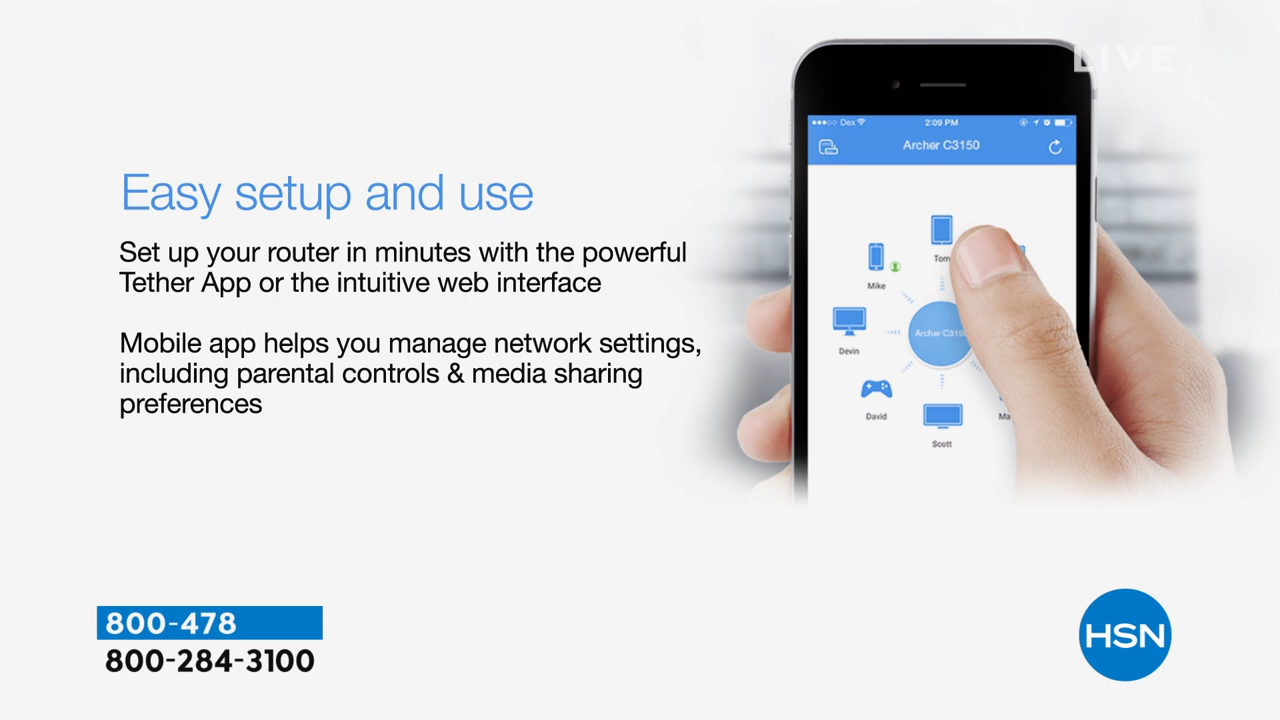 LIVE
Dex
2:09 PM
Archer C3150
Easy setup and use
Set up your router in minutes with the powerful
Tether App or the intuitive web interface
Mobile app helps you manage network settings,
including parental controls & media sharing
preferences
Tom
Mike
Archer C3150
Devin
David
Scott
800-478
800-284-3100
HSN